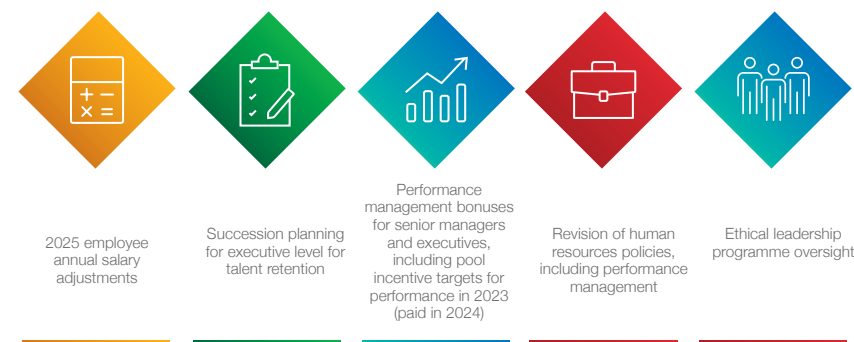 2025 employee
annual salary
adjustments
Succession planning
for executive level for
talent retention
Performance
management bonuses
for senior managers
and executives,
including pool
incentive targets for
performance in 2023
(paid in 2024)
Revision of human
resources policies,
including performance
management
Ethical leadership
programme oversight